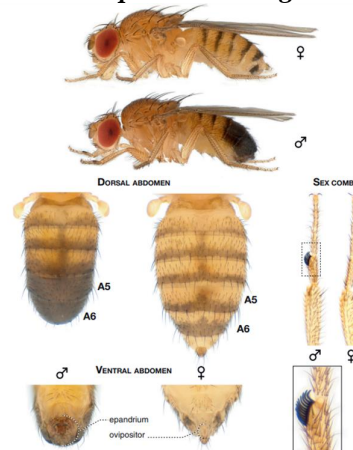 ♀
♂
DORSAL ABDOMEN
SEX COMB
A5
A6
A5
A6
♂
♀
♂
♀
VENTRAL ABDOMEN
epandrium
ovipositor